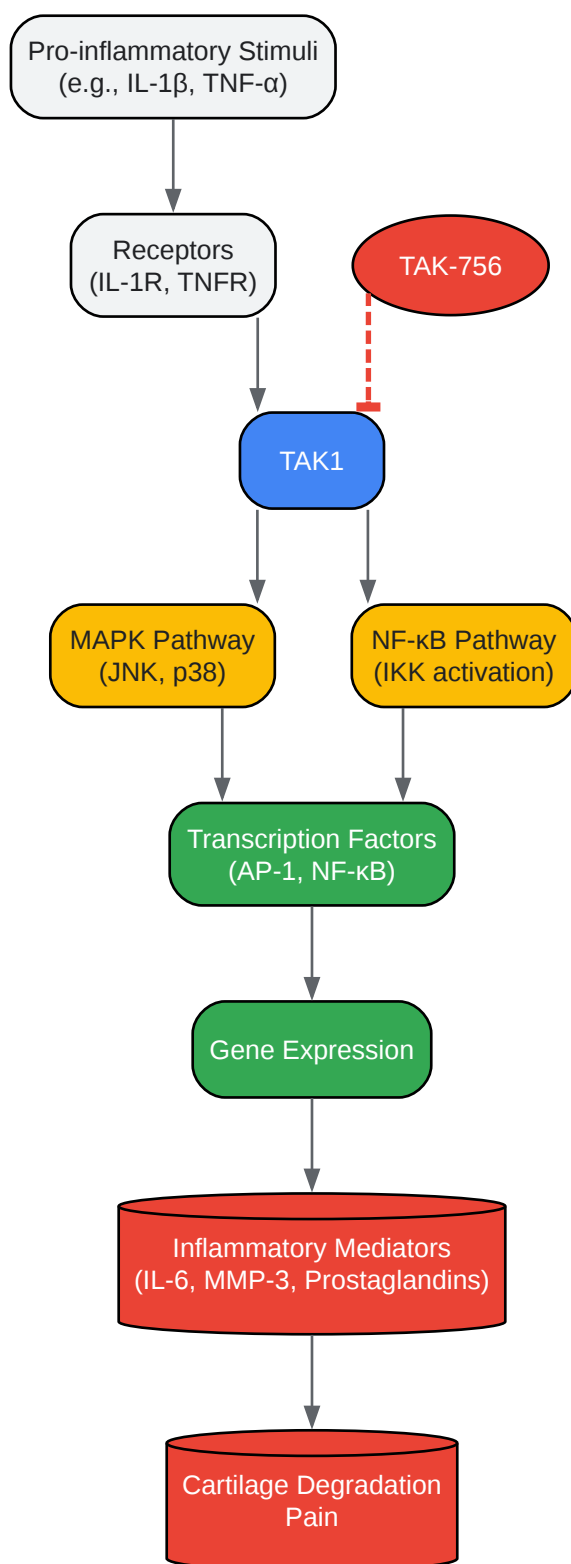 Pro-inflammatory Stimuli
(e.g., IL-1β, TNF-α)
Receptors
(IL-1R, TNFR)
TAK-756
TAK1
MAPK Pathway
(JNK, p38)
NF-κB Pathway
(IKK activation)
Transcription Factors
(AP-1, NF-κB)
Gene Expression
Inflammatory Mediators
(IL-6, MMP-3, Prostaglandins)
Cartilage Degradation
Pain